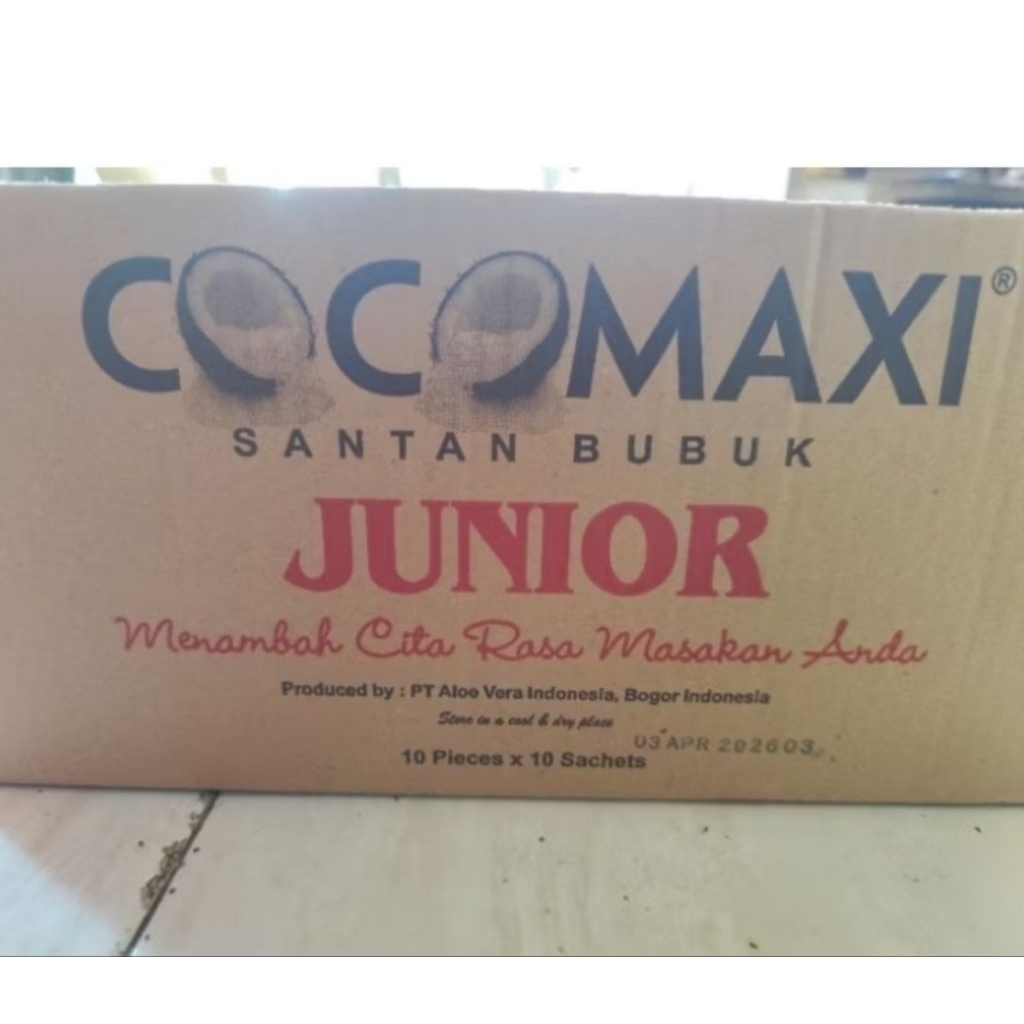 COCOMAXI®
SANTAN BUBUK
JUNIOR
Menambah Cita Rasa Masakan Anda
Produced by : PT Aloe Vera Indonesia, Bogor Indonesia
Store in a cool & dry place
03 APR 202603
10 Pieces x 10 Sachets